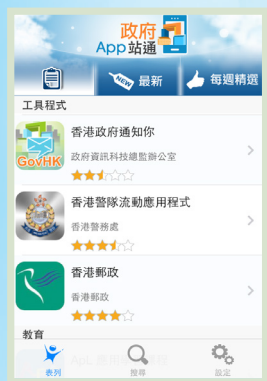 政府
App站通
NEW 最新
每週精選
工具程式
香港政府通知你
GovHK
政府資訊科技總監辦公室
香港警隊流動應用程式
香港警務處
香港郵政
香港郵政
教育
表列
搜尋
設定